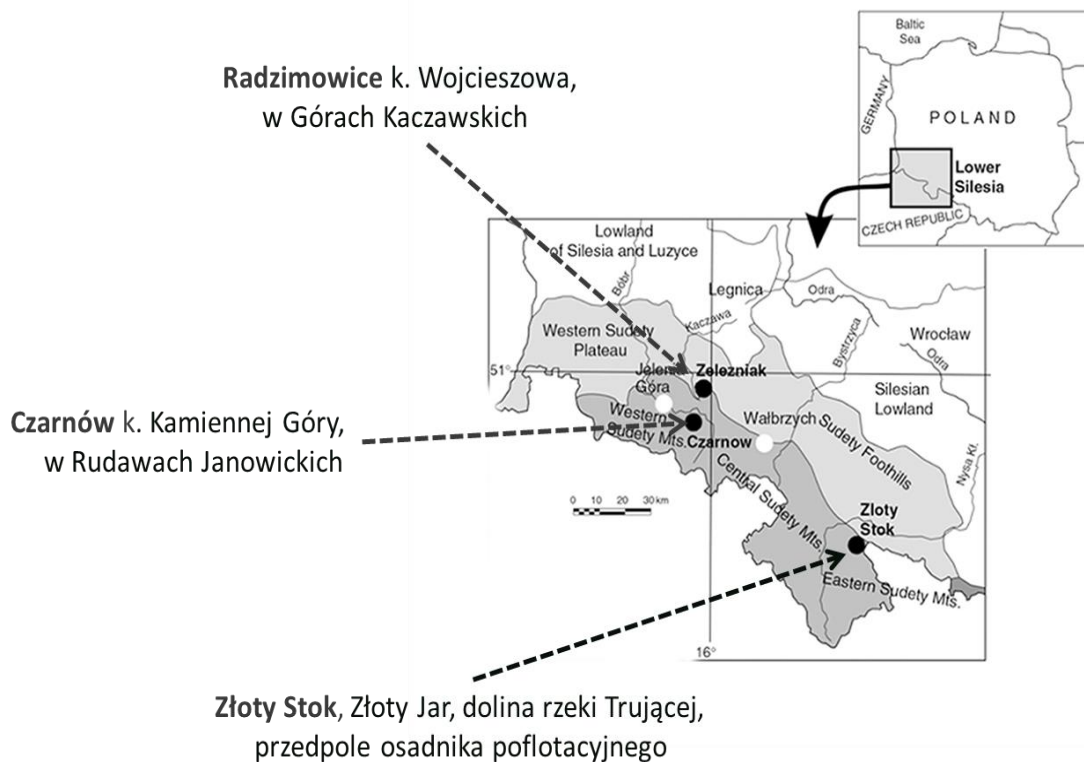 Radzimowice k. Wojcieszowa,
w Górach Kaczawskich
Baltic
Sea
GERMANY
POLAND
Lower
Silesia
CZECH REPUBLIC
Lowland
of Silesia and Luzyce
Bóbr
Legnica
Odra
Kaczawa
Bystrzyca
Wrocław
Odra
Western Sudety
Plateau
51°
Jelenia
Góra
Zelezniak
Silesian
Lowland
Czarnów k. Kamiennej Góry,
w Rudawach Janowickich
Western
Sudety Mts.
Czarnow
Wałbrzych
Sudety Foothills
Nysa Kł.
0 10 20 30 km
Central Sudety Mts.
Zloty
Stok
Eastern Sudety Mts.
16°
Złoty Stok, Złoty Jar, dolina rzeki Trującej,
przedpole osadnika poflotacyjnego